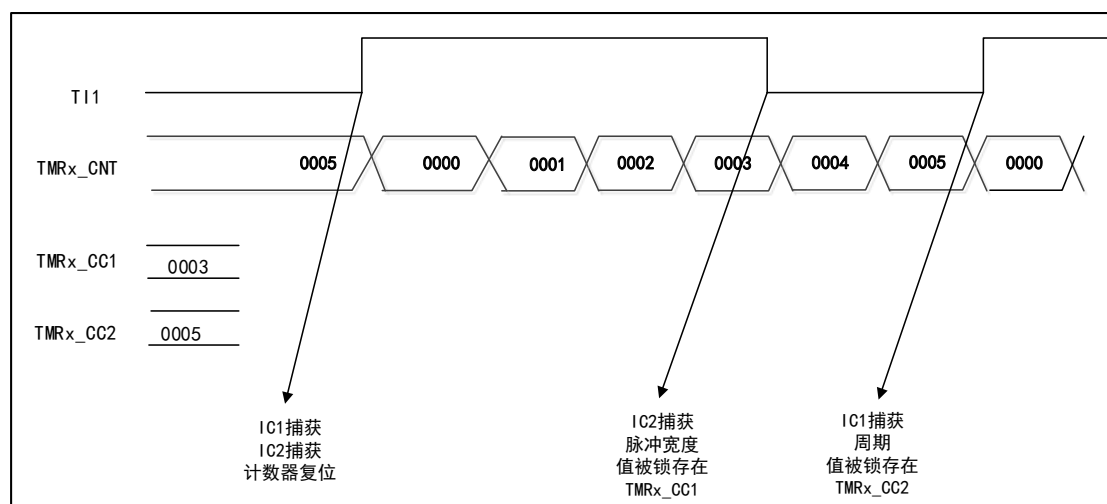 TI1
TMRx_CNT
0005 0000 0001 0002 0003 0004 0005 0000
TMRx_CC1
0003
TMRx_CC2
0005
IC1捕获
IC2捕获
计数器复位
IC2捕获
脉冲宽度
值被锁存在
TMRx_CC1
IC1捕获
周期
值被锁存在
TMRx_CC2